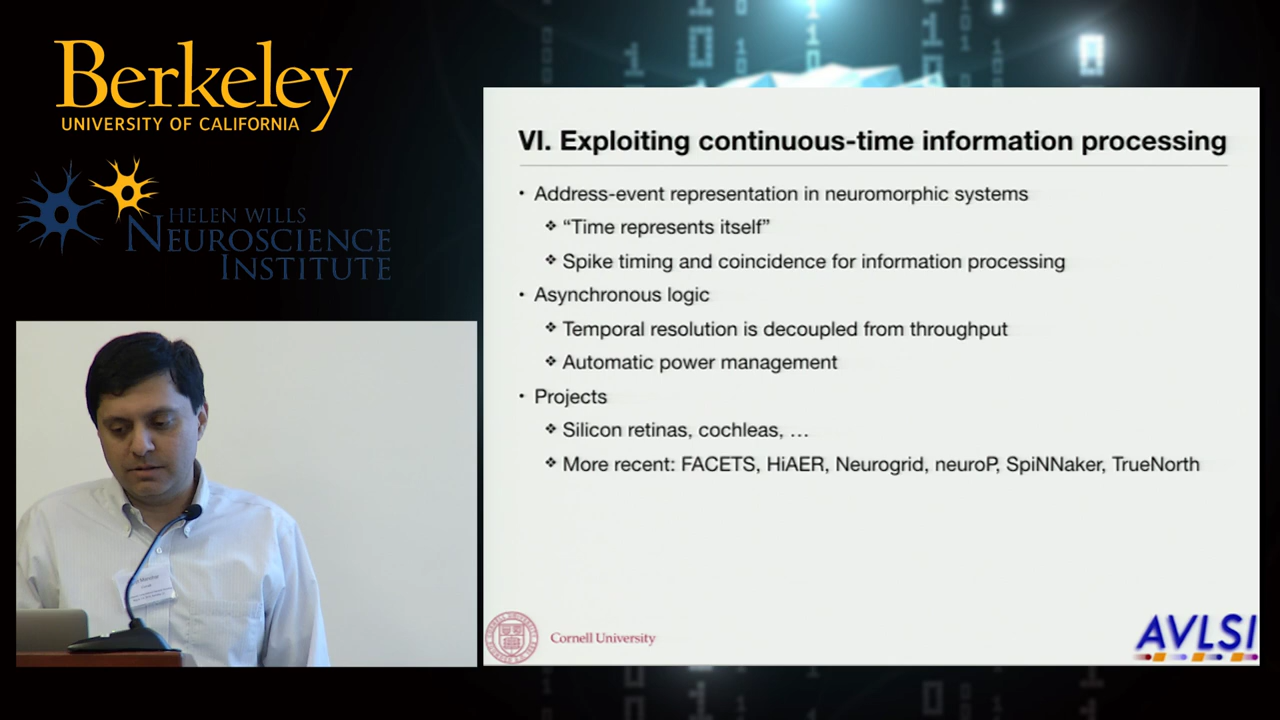 Berkeley
UNIVERSITY OF CALIFORNIA
HELEN WILLS
NEUROSCIENCE
INSTITUTE
VI. Exploiting continuous-time information processing
• Address-event representation in neuromorphic systems
❖ “Time represents itself”
❖ Spike timing and coincidence for information processing
• Asynchronous logic
❖ Temporal resolution is decoupled from throughput
❖ Automatic power management
• Projects
❖ Silicon retinas, cochleas, …
❖ More recent: FACETS, HiAER, Neurogrid, neuroP, SpiNNaker, TrueNorth
Cornell University
AVLSI